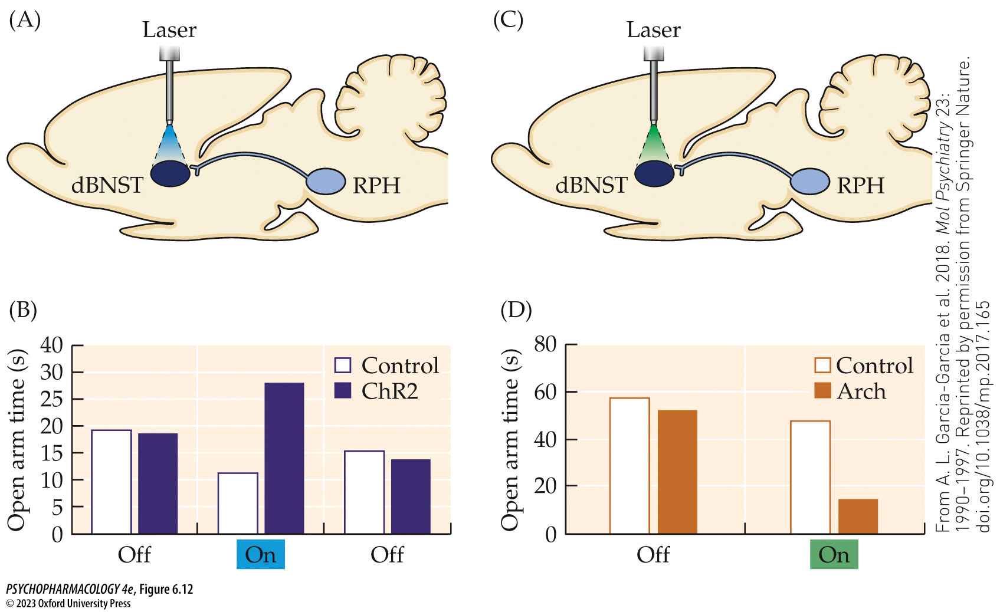 (A)
Laser
dBNST
RPH
(C)
Laser
dBNST
RPH
(B)
Open arm time (s)
40
30
25
20
15
10
5
0
Control
ChR2
Off
On
Off
(D)
Open arm time (s)
80
60
40
20
0
Control
Arch
Off
On
From A. L. Garcia-Garcia et al. 2018. Mol Psychiatry 23:
1990–1997. Reprinted by permission from Springer Nature.
doi.org/10.1038/mp.2017.165
PSYCHOPHARMACOLOGY 4e, Figure 6.12
© 2023 Oxford University Press